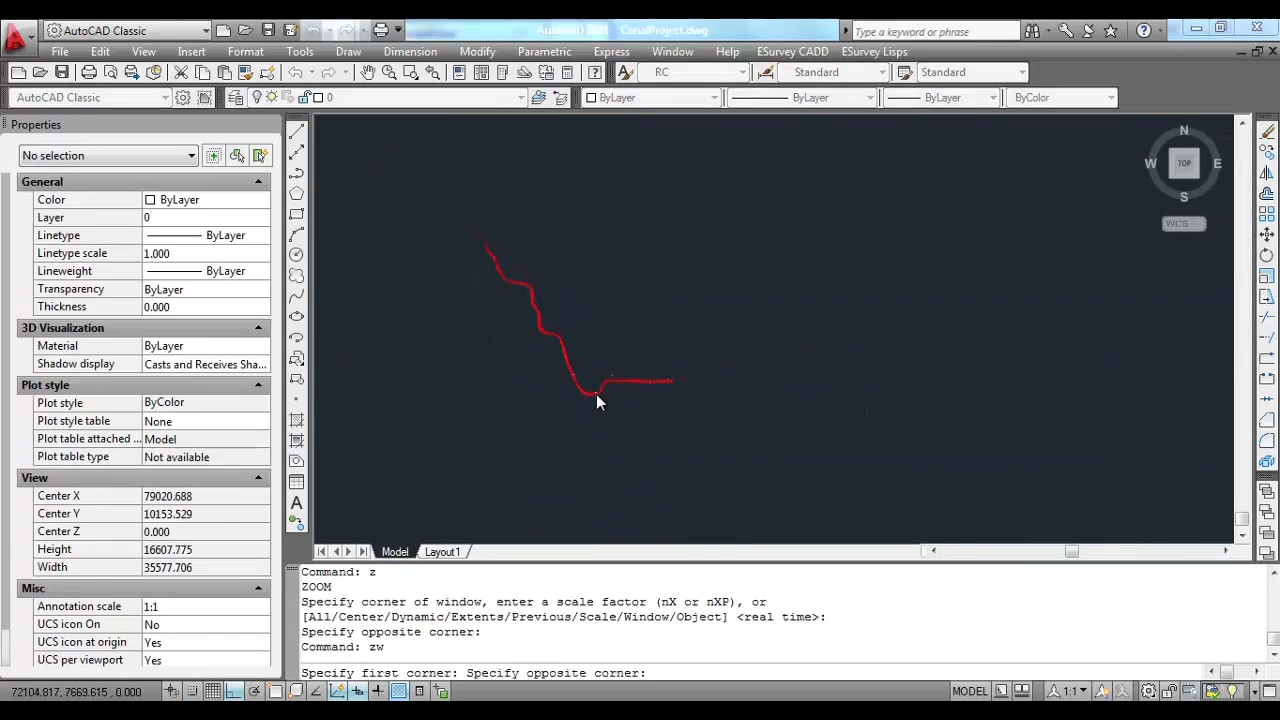 AutoCAD Classic
CanalProject.dwg
Type a keyword or phrase
File Edit View Insert Format Tools Draw Dimension Modify Parametric Express Window Help ESurvey CADD ESurvey Lisps
RC Standard Standard
AutoCAD Classic 0 ByLayer ByLayer ByLayer ByColor
Properties
No selection
General
Color ByLayer
Layer 0
Linetype ByLayer
Linetype scale 1.000
Lineweight ByLayer
Transparency ByLayer
Thickness 0.000
3D Visualization
Material ByLayer
Shadow display Casts and Receives Sha...
Plot style
Plot style ByColor
Plot style table None
Plot table attached ... Model
Plot table type Not available
View
Center X 79020.688
Center Y 10153.529
Center Z 0.000
Height 16607.775
Width 35577.706
Misc
Annotation scale 1:1
UCS icon On No
UCS icon at origin Yes
UCS per viewport Yes
N
W TOP E
S
WCS
Model Layout1
Command: z
ZOOM
Specify corner of window, enter a scale factor (nX or nXP), or
[All/Center/Dynamic/Extents/Previous/Scale/Window/Object] <real time>:
Specify opposite corner:
Command: zw
Specify first corner: Specify opposite corner:
72104.817, 7669.615 , 0.000 MODEL 1:1